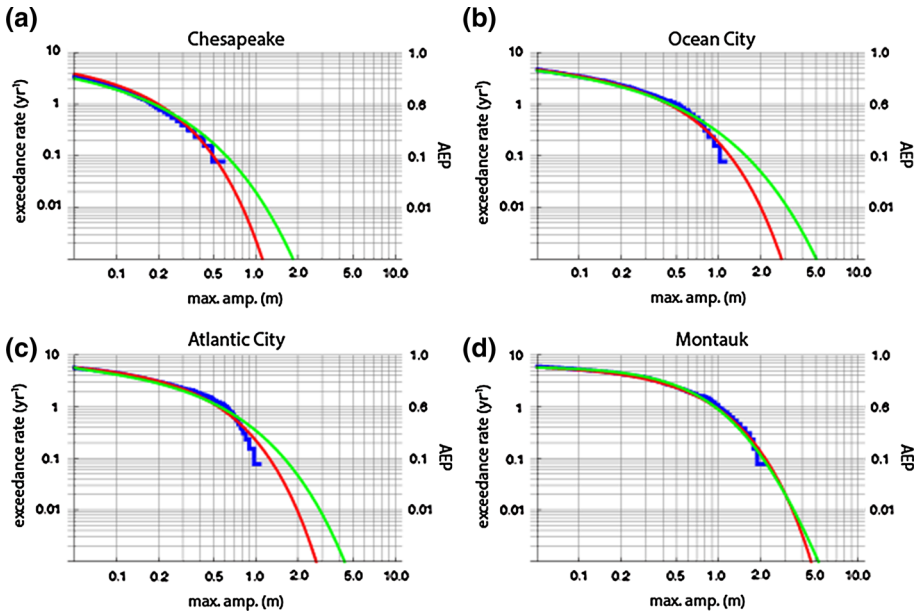 (a)
Chesapeake
10
1
0.1
0.01
exceedance rate (yr⁻¹)
1.0
0.6
0.1
0.01
AEP
0.1 0.2 0.5 1.0 2.0 5.0 10.0
max. amp. (m)
(b)
Ocean City
10
1
0.1
0.01
exceedance rate (yr⁻¹)
1.0
0.6
0.1
0.01
AEP
0.1 0.2 0.5 1.0 2.0 5.0 10.0
max. amp. (m)
(c)
Atlantic City
10
1
0.1
0.01
exceedance rate (yr⁻¹)
1.0
0.6
0.1
0.01
AEP
0.1 0.2 0.5 1.0 2.0 5.0 10.0
max. amp. (m)
(d)
Montauk
10
1
0.1
0.01
exceedance rate (yr⁻¹)
1.0
0.6
0.1
0.01
AEP
0.1 0.2 0.5 1.0 2.0 5.0 10.0
max. amp. (m)